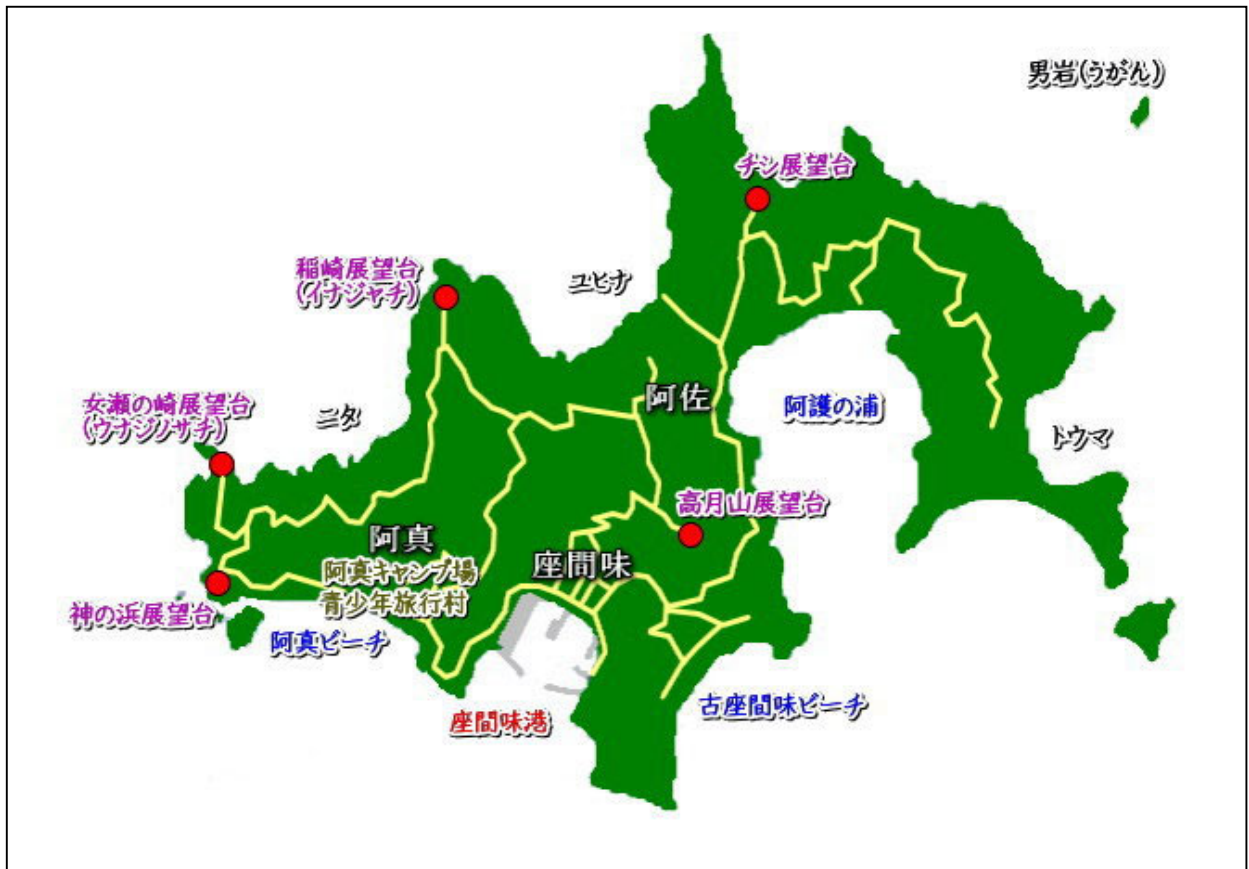 男岩(うがん)
チシ展望台
稲崎展望台
(イナジャチ)
ユヒナ
女瀬の崎展望台
(ウナジノサチ)
ニタ
阿佐
阿護の浦
トウマ
高月山展望台
阿真
座間味
阿真キャンプ場
青少年旅行村
神の浜展望台
阿真ビーチ
座間味港
古座間味ビーチ